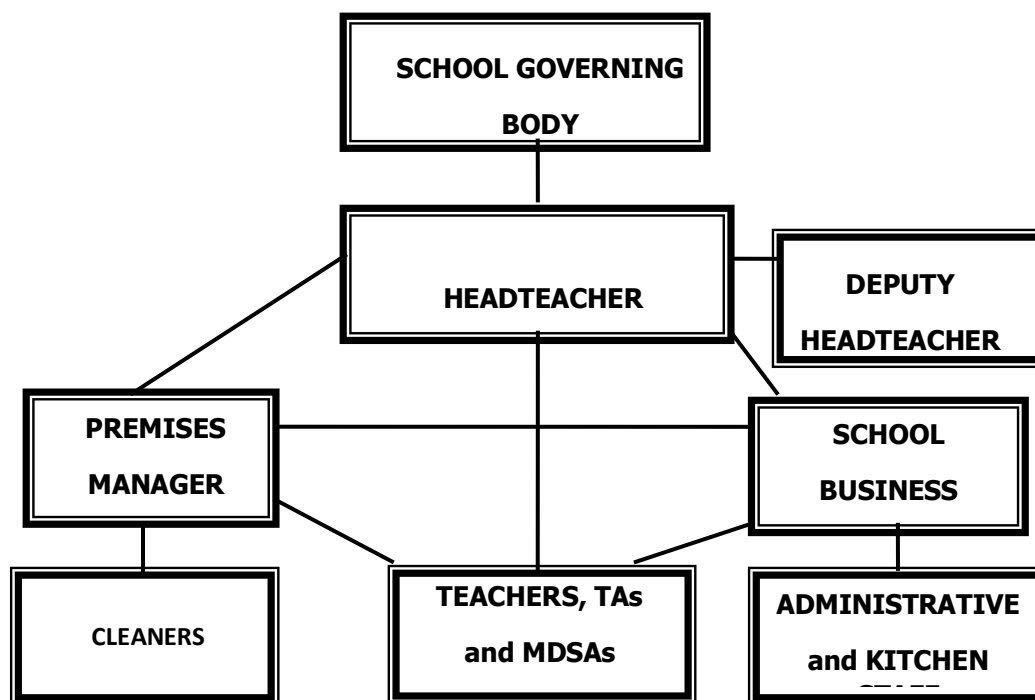 SCHOOL GOVERNING
BODY
HEADTEACHER
DEPUTY
HEADTEACHER
PREMISES
MANAGER
SCHOOL
BUSINESS
CLEANERS
TEACHERS, TAs
and MDSAs
ADMINISTRATIVE
and KITCHEN